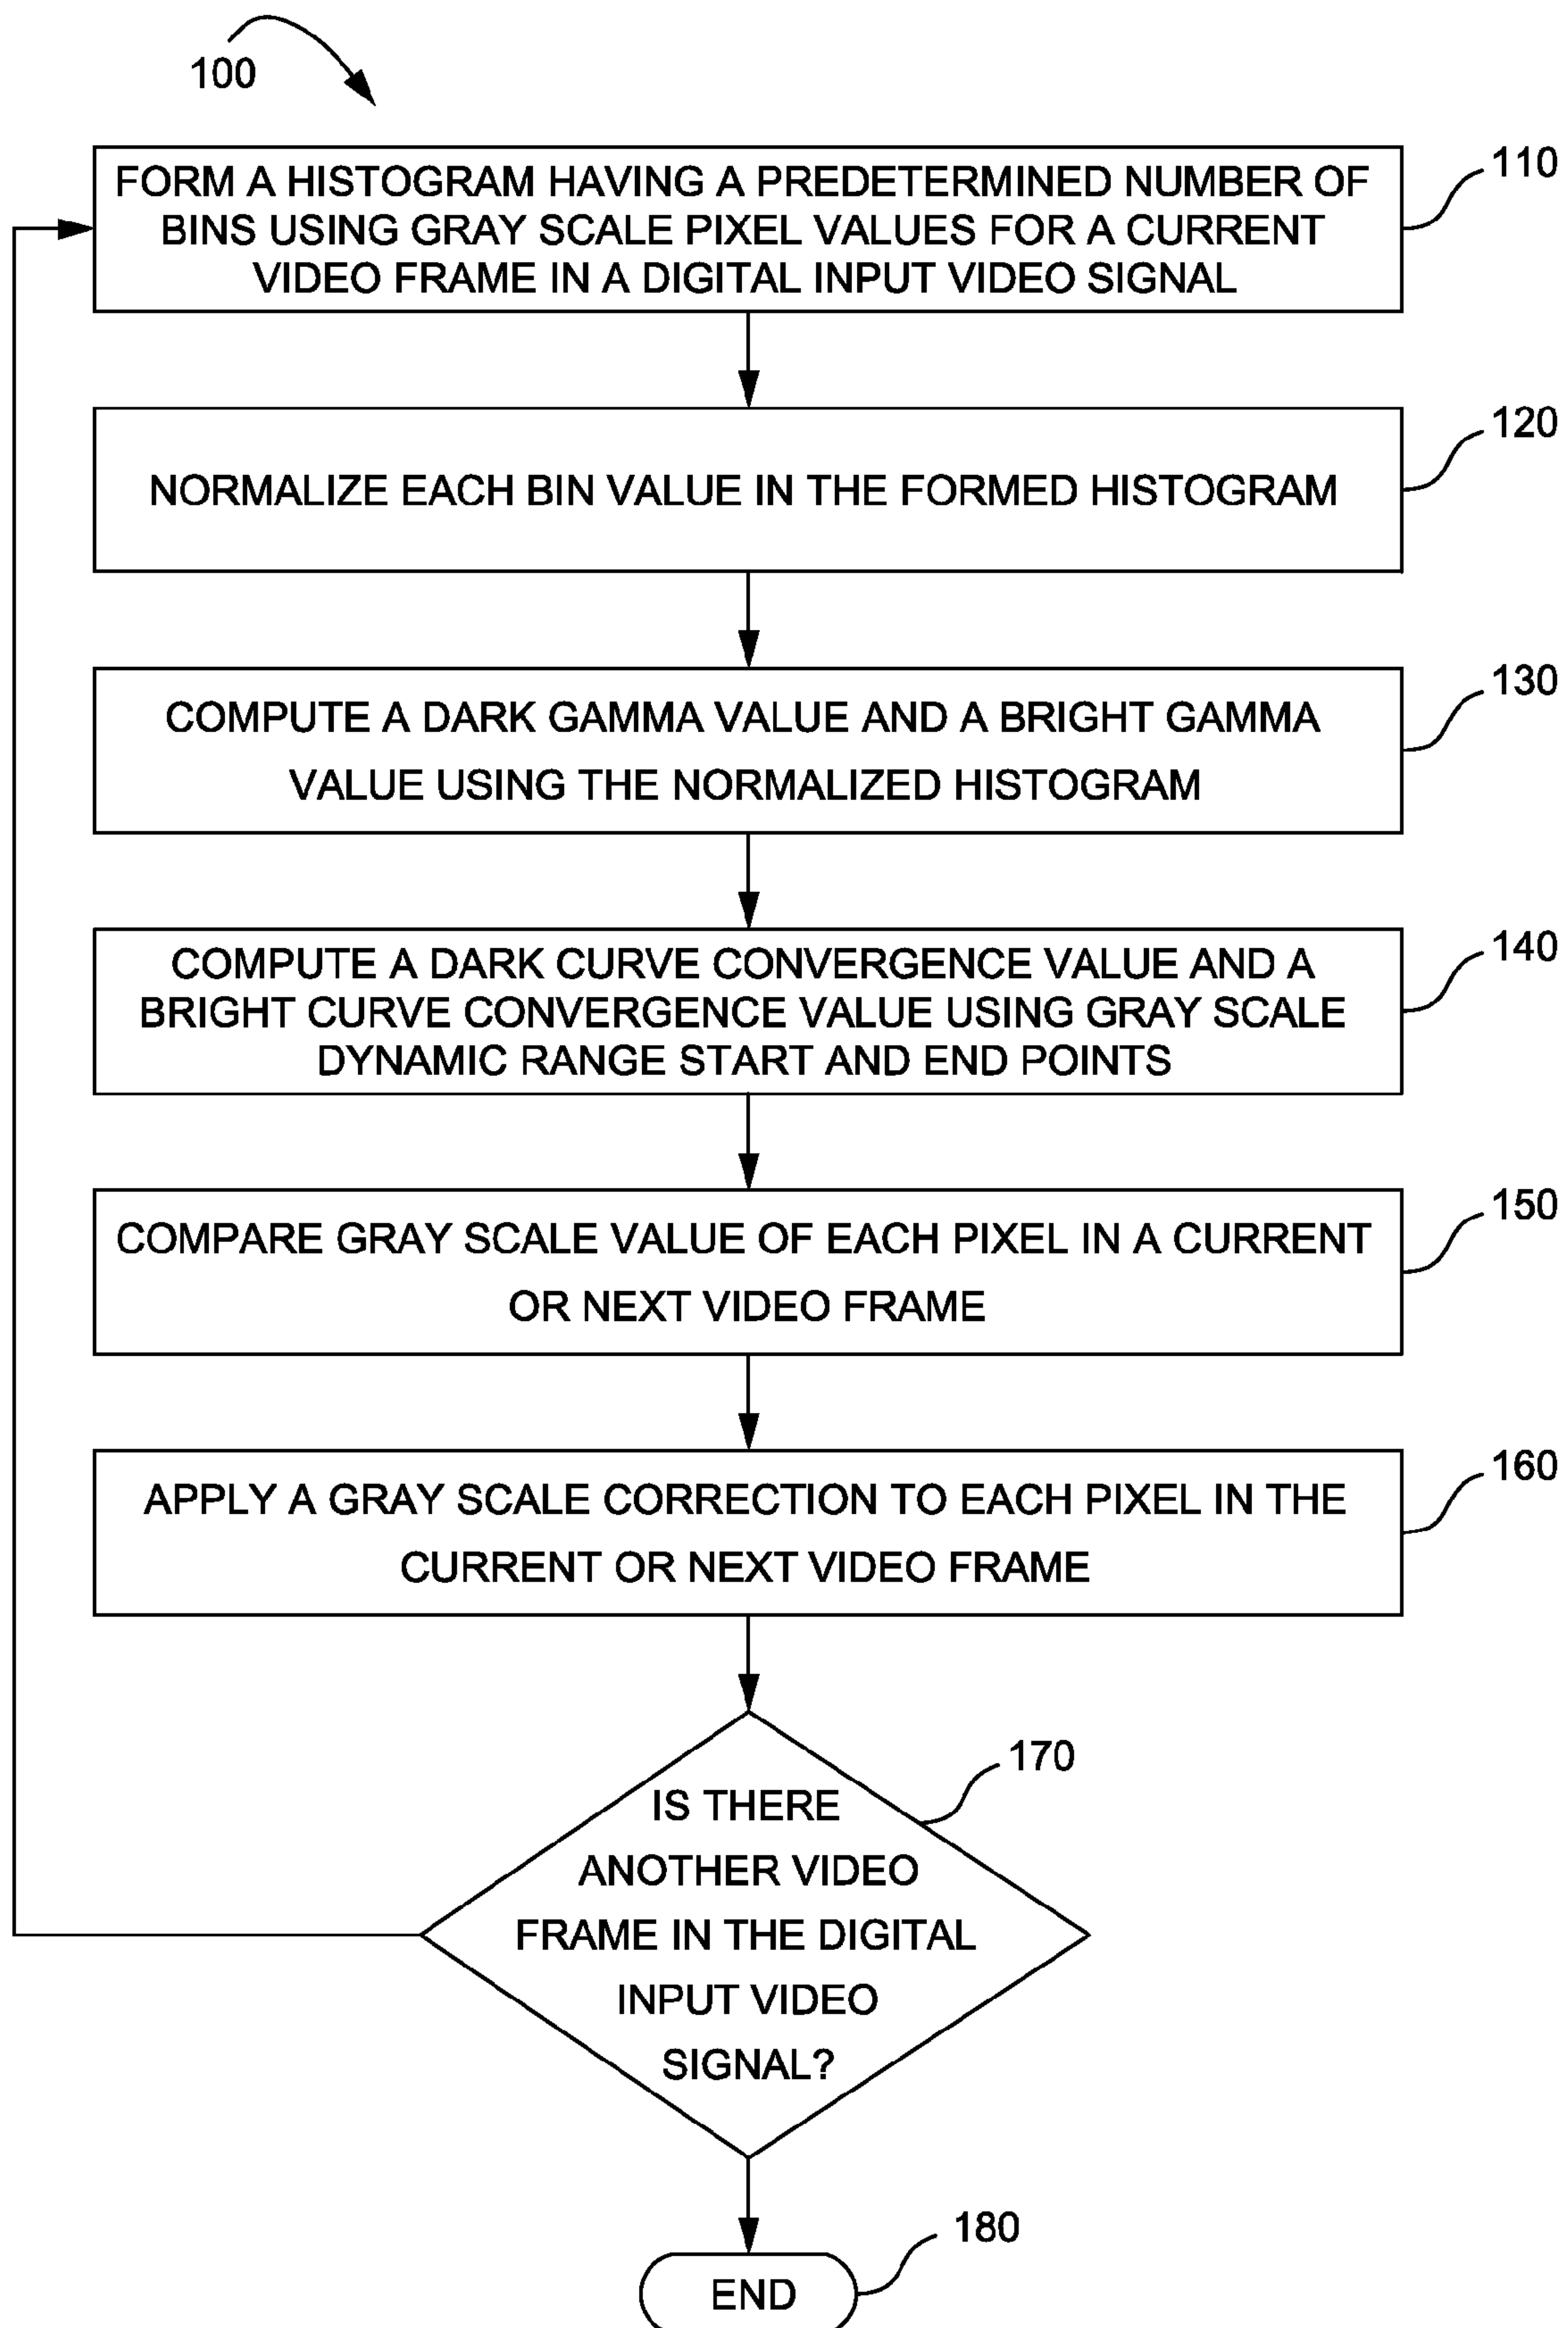 100
FORM A HISTOGRAM HAVING A PREDETERMINED NUMBER OF
BINS USING GRAY SCALE PIXEL VALUES FOR A CURRENT
VIDEO FRAME IN A DIGITAL INPUT VIDEO SIGNAL
110
NORMALIZE EACH BIN VALUE IN THE FORMED HISTOGRAM
120
COMPUTE A DARK GAMMA VALUE AND A BRIGHT GAMMA
VALUE USING THE NORMALIZED HISTOGRAM
130
COMPUTE A DARK CURVE CONVERGENCE VALUE AND A
BRIGHT CURVE CONVERGENCE VALUE USING GRAY SCALE
DYNAMIC RANGE START AND END POINTS
140
COMPARE GRAY SCALE VALUE OF EACH PIXEL IN A CURRENT
OR NEXT VIDEO FRAME
150
APPLY A GRAY SCALE CORRECTION TO EACH PIXEL IN THE
CURRENT OR NEXT VIDEO FRAME
160
IS THERE
ANOTHER VIDEO
FRAME IN THE DIGITAL
INPUT VIDEO
SIGNAL?
170
END
180